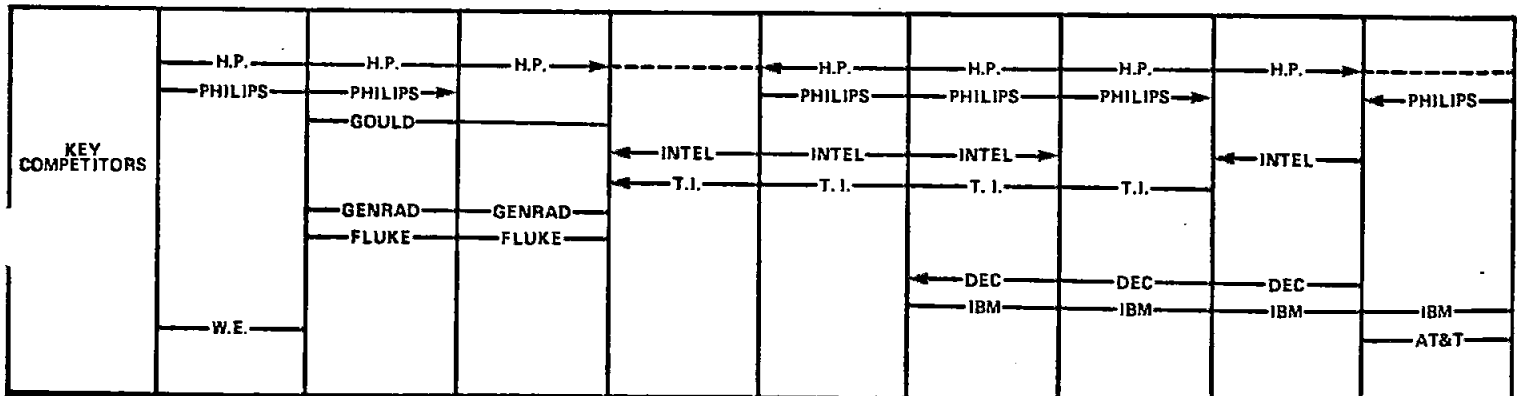 H.P. H.P. H.P. H.P. H.P. H.P. H.P.
PHILIPS PHILIPS PHILIPS PHILIPS PHILIPS PHILIPS
GOULD
KEY
COMPETITORS
INTEL INTEL INTEL INTEL
T.I. T.I. T.I. T.I.
GENRAD GENRAD
FLUKE FLUKE
DEC DEC DEC
IBM IBM IBM IBM
W.E.
AT&T